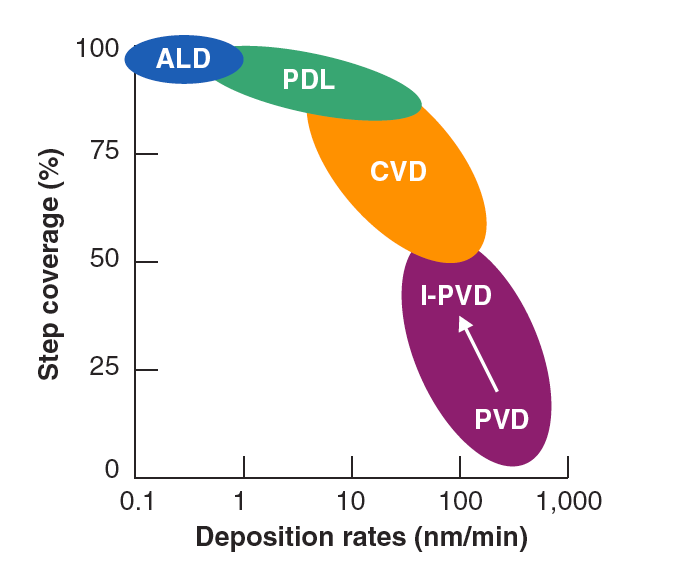 100
ALD
PDL
75
CVD
50
I-PVD
25
PVD
0
0.1 1 10 100 1,000
Step coverage (%)
Deposition rates (nm/min)